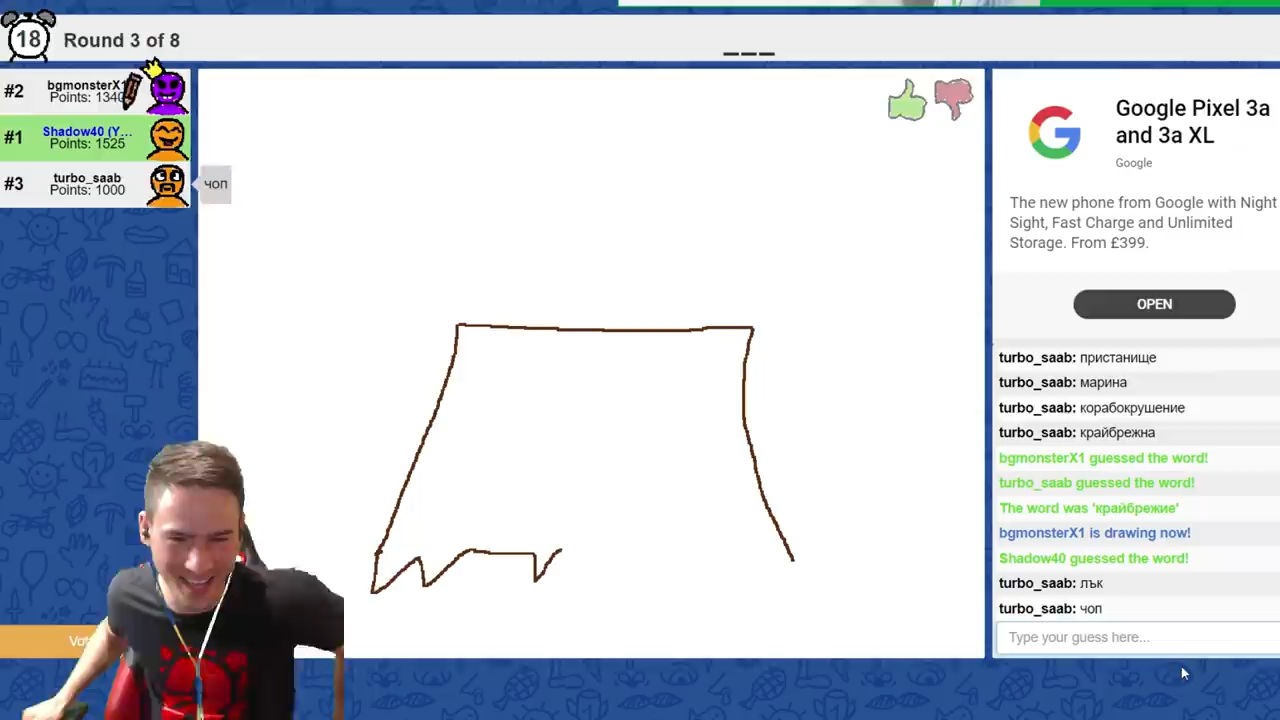 18
Round 3 of 8
_ _ _
#2
bgmonsterX1
Points: 1340
#1
Shadow40 (Y...
Points: 1525
#3
turbo_saab
Points: 1000
чоп
Google Pixel 3a
and 3a XL
Google
The new phone from Google with Night
Sight, Fast Charge and Unlimited
Storage. From £399.
OPEN
turbo_saab: пристанище
turbo_saab: марина
turbo_saab: корабокрушение
turbo_saab: крайбрежна
bgmonsterX1 guessed the word!
turbo_saab guessed the word!
The word was 'крайбрежие'
bgmonsterX1 is drawing now!
Shadow40 guessed the word!
turbo_saab: лък
turbo_saab: чоп
Type your guess here...